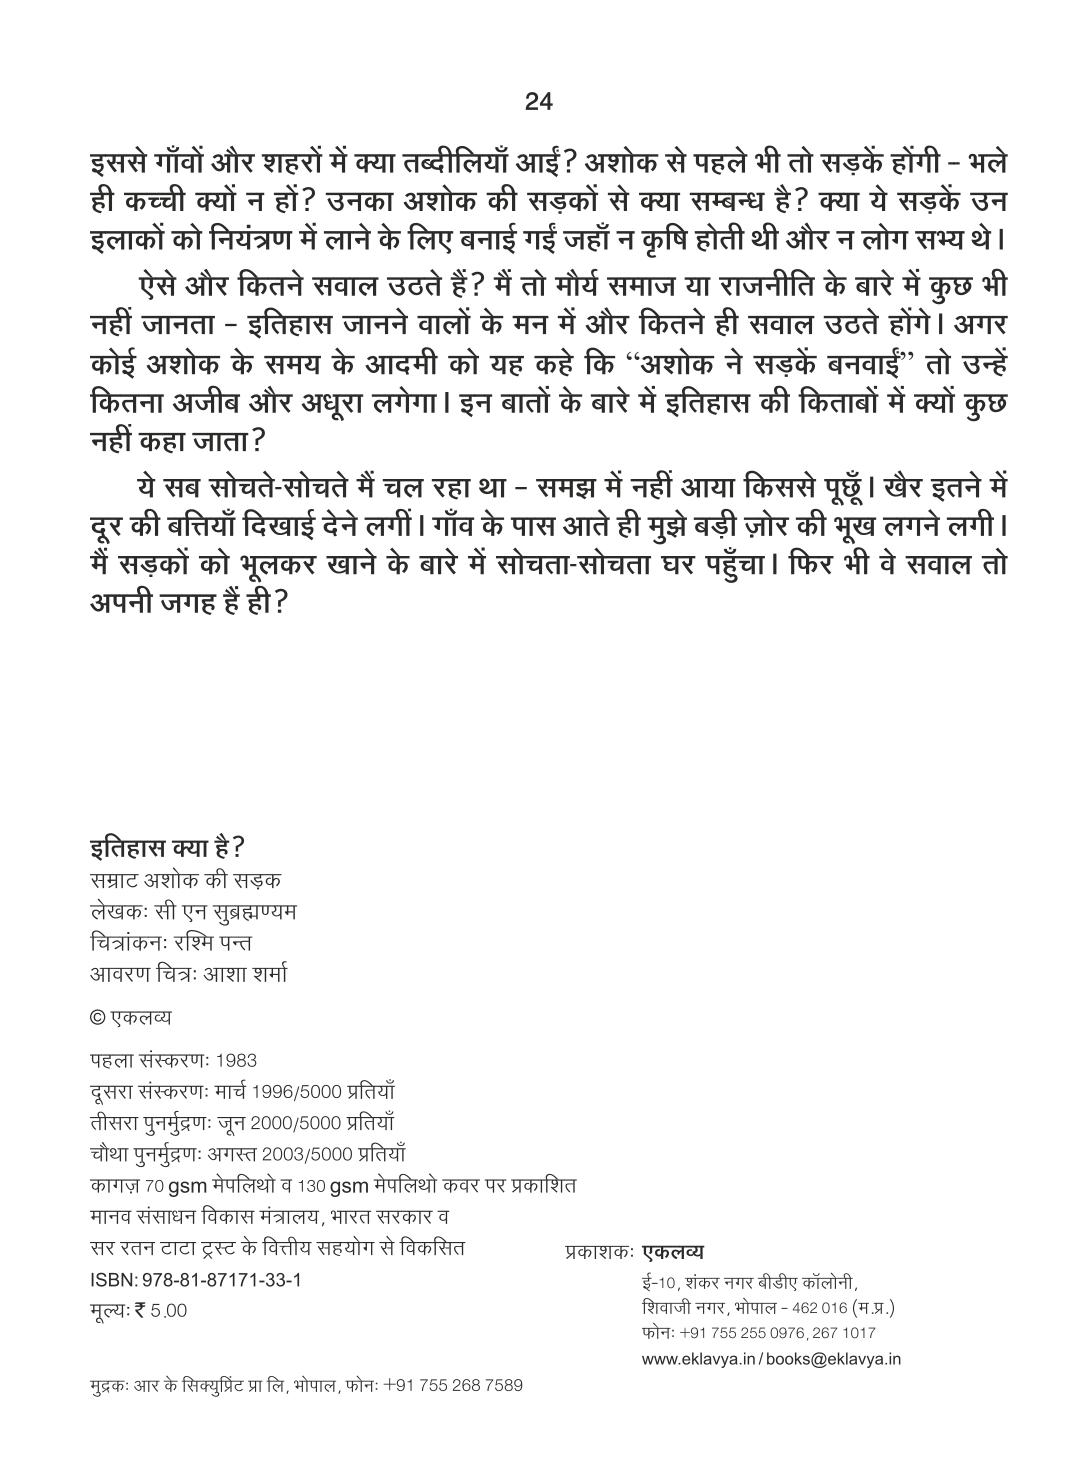 24
इससे गाँवों और शहरों में क्या तब्दीलियाँ आईं? अशोक से पहले भी तो सड़कें होंगी – भले
ही कच्ची क्यों न हों? उनका अशोक की सड़कों से क्या सम्बन्ध है? क्या ये सड़कें उन
इलाकों को नियंत्रण में लाने के लिए बनाई गईं जहाँ न कृषि होती थी और न लोग सभ्य थे।
ऐसे और कितने सवाल उठते हैं? मैं तो मौर्य समाज या राजनीति के बारे में कुछ भी
नहीं जानता – इतिहास जानने वालों के मन में और कितने ही सवाल उठते होंगे। अगर
कोई अशोक के समय के आदमी को यह कहे कि “अशोक ने सड़कें बनवाईं” तो उन्हें
कितना अजीब और अधूरा लगेगा। इन बातों के बारे में इतिहास की किताबों में क्यों कुछ
नहीं कहा जाता?
ये सब सोचते-सोचते मैं चल रहा था – समझ में नहीं आया किससे पूछूँ। खैर इतने में
दूर की बत्तियाँ दिखाई देने लगीं। गाँव के पास आते ही मुझे बड़ी ज़ोर की भूख लगने लगी।
मैं सड़कों को भूलकर खाने के बारे में सोचता-सोचता घर पहुँचा। फिर भी वे सवाल तो
अपनी जगह हैं ही?
इतिहास क्या है?
सम्राट अशोक की सड़क
लेखकः सी एन सुब्रह्मण्यम
चित्रांकनः रश्मि पन्त
आवरण चित्रः आशा शर्मा
© एकलव्य
पहला संस्करणः 1983
दूसरा संस्करणः मार्च 1996/5000 प्रतियाँ
तीसरा पुनर्मुद्रणः जून 2000/5000 प्रतियाँ
चौथा पुनर्मुद्रणः अगस्त 2003/5000 प्रतियाँ
कागज़ 70 gsm मेपलिथो व 130 gsm मेपलिथो कवर पर प्रकाशित
मानव संसाधन विकास मंत्रालय, भारत सरकार व
सर रतन टाटा ट्रस्ट के वित्तीय सहयोग से विकसित
ISBN: 978-81-87171-33-1
मूल्यः ₹ 5.00
प्रकाशकः एकलव्य
ई-10, शंकर नगर बीडीए कॉलोनी,
शिवाजी नगर, भोपाल - 462 016 (म.प्र.)
फोनः +91 755 255 0976, 267 1017
www.eklavya.in / books@eklavya.in
मुद्रकः आर के सिक्युप्रिंट प्रा लि, भोपाल, फोनः +91 755 268 7589